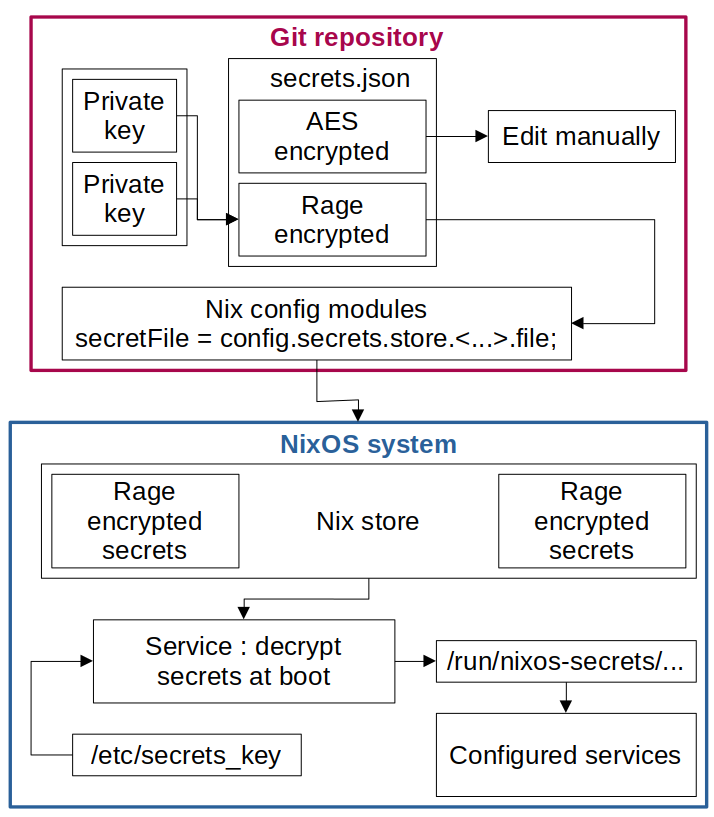 Git repository
Private
key
Private
key
secrets.json
AES
encrypted
Rage
encrypted
Edit manually
Nix config modules
secretFile = config.secrets.store.<...>.file;
NixOS system
Rage
encrypted
secrets
Nix store
Rage
encrypted
secrets
Service : decrypt
secrets at boot
/run/nixos-secrets/...
/etc/secrets_key
Configured services